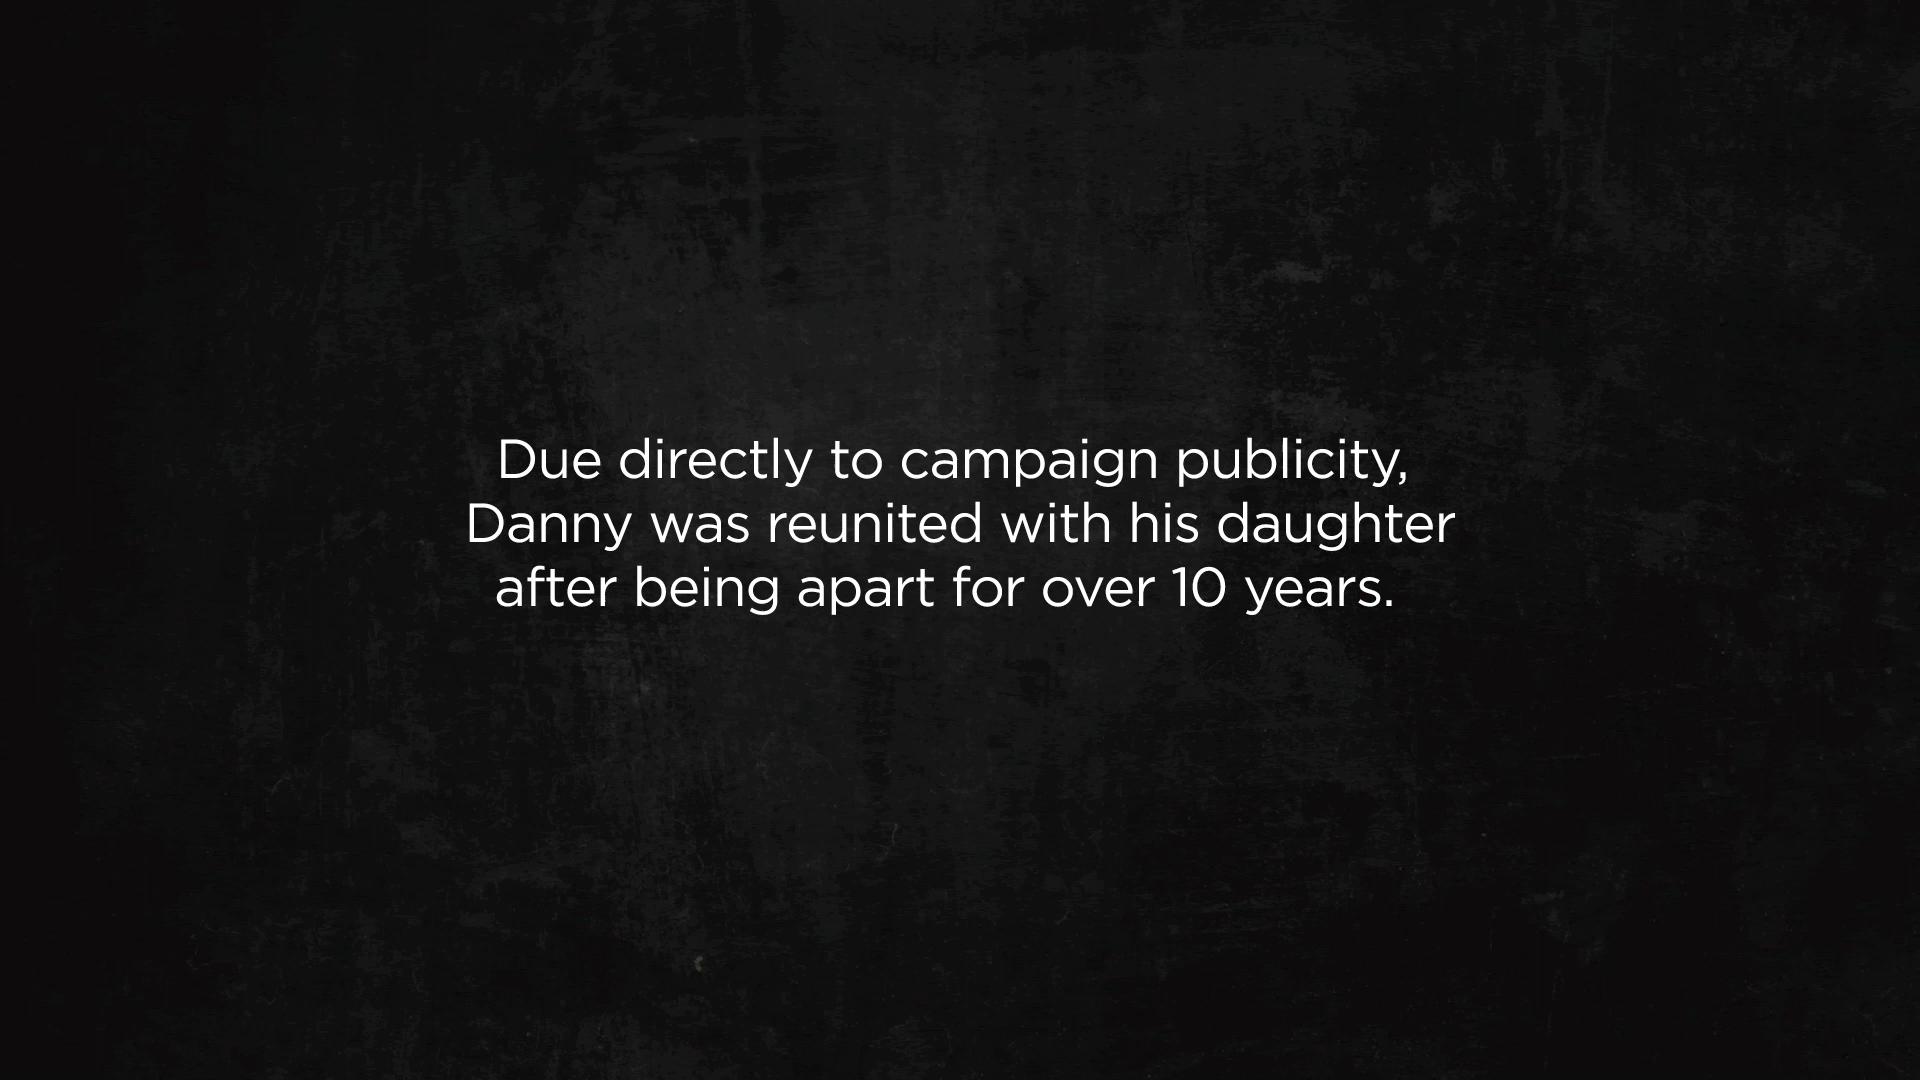 Due directly to campaign publicity,
Danny was reunited with his daughter
after being apart for over 10 years.